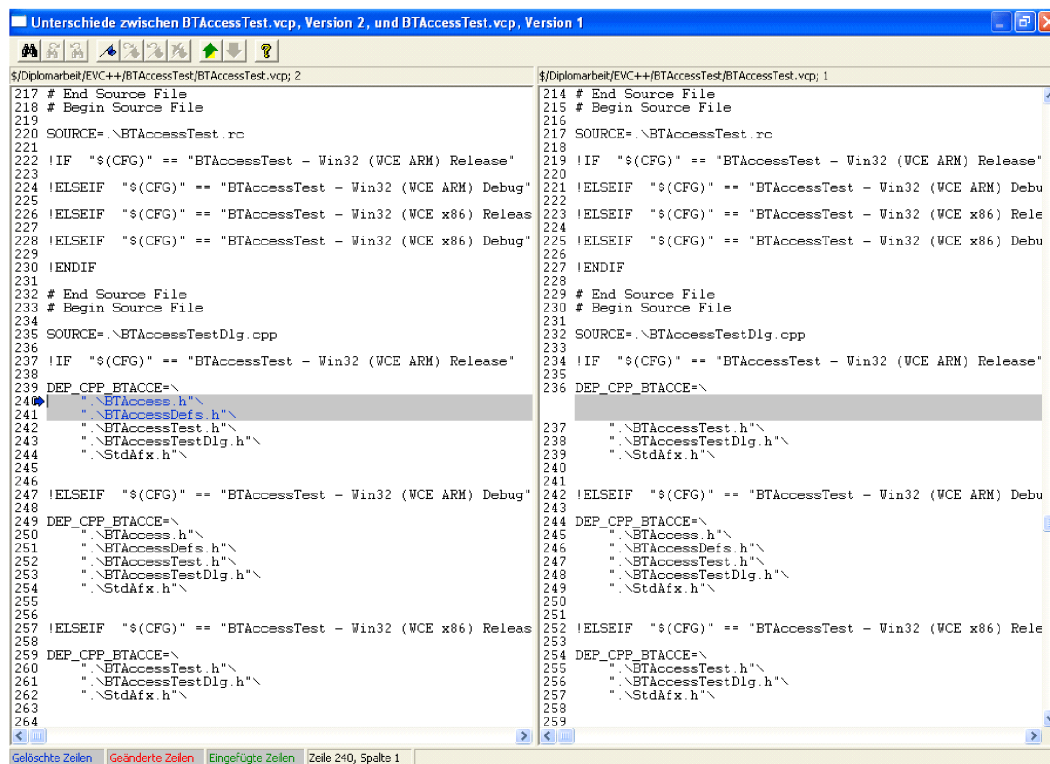 Unterschiede zwischen BTAccessTest.vcp, Version 2, und BTAccessTest.vcp, Version 1
$/Diplomarbeit/EVC++/BTAccessTest/BTAccessTest.vcp; 2
217 # End Source File
218 # Begin Source File
219
220 SOURCE=.\BTAccessTest.rc
221
222 !IF "$(CFG)" == "BTAccessTest - Win32 (WCE ARM) Release"
223
224 !ELSEIF "$(CFG)" == "BTAccessTest - Win32 (WCE ARM) Debug"
225
226 !ELSEIF "$(CFG)" == "BTAccessTest - Win32 (WCE x86) Releas
227
228 !ELSEIF "$(CFG)" == "BTAccessTest - Win32 (WCE x86) Debug"
229
230 !ENDIF
231
232 # End Source File
233 # Begin Source File
234
235 SOURCE=.\BTAccessTestDlg.cpp
236
237 !IF "$(CFG)" == "BTAccessTest - Win32 (WCE ARM) Release"
238
239 DEP_CPP_BTACCE=\
240 ".\BTAccess.h"\
241 ".\BTAccessDefs.h"\
242 ".\BTAccessTest.h"\
243 ".\BTAccessTestDlg.h"\
244 ".\StdAfx.h"\
245
246
247 !ELSEIF "$(CFG)" == "BTAccessTest - Win32 (WCE ARM) Debug"
248
249 DEP_CPP_BTACCE=\
250 ".\BTAccess.h"\
251 ".\BTAccessDefs.h"\
252 ".\BTAccessTest.h"\
253 ".\BTAccessTestDlg.h"\
254 ".\StdAfx.h"\
255
256
257 !ELSEIF "$(CFG)" == "BTAccessTest - Win32 (WCE x86) Releas
258
259 DEP_CPP_BTACCE=\
260 ".\BTAccessTest.h"\
261 ".\BTAccessTestDlg.h"\
262 ".\StdAfx.h"\
263
264
$/Diplomarbeit/EVC++/BTAccessTest/BTAccessTest.vcp; 1
214 # End Source File
215 # Begin Source File
216
217 SOURCE=.\BTAccessTest.rc
218
219 !IF "$(CFG)" == "BTAccessTest - Win32 (WCE ARM) Release"
220
221 !ELSEIF "$(CFG)" == "BTAccessTest - Win32 (WCE ARM) Debu
222
223 !ELSEIF "$(CFG)" == "BTAccessTest - Win32 (WCE x86) Rele
224
225 !ELSEIF "$(CFG)" == "BTAccessTest - Win32 (WCE x86) Debu
226
227 !ENDIF
228
229 # End Source File
230 # Begin Source File
231
232 SOURCE=.\BTAccessTestDlg.cpp
233
234 !IF "$(CFG)" == "BTAccessTest - Win32 (WCE ARM) Release"
235
236 DEP_CPP_BTACCE=\
237 ".\BTAccessTest.h"\
238 ".\BTAccessTestDlg.h"\
239 ".\StdAfx.h"\
240
241
242 !ELSEIF "$(CFG)" == "BTAccessTest - Win32 (WCE ARM) Debu
243
244 DEP_CPP_BTACCE=\
245 ".\BTAccess.h"\
246 ".\BTAccessDefs.h"\
247 ".\BTAccessTest.h"\
248 ".\BTAccessTestDlg.h"\
249 ".\StdAfx.h"\
250
251
252 !ELSEIF "$(CFG)" == "BTAccessTest - Win32 (WCE x86) Rele
253
254 DEP_CPP_BTACCE=\
255 ".\BTAccessTest.h"\
256 ".\BTAccessTestDlg.h"\
257 ".\StdAfx.h"\
258
259
Gelöschte Zeilen Geänderte Zeilen Eingefügte Zeilen Zeile 240, Spalte 1